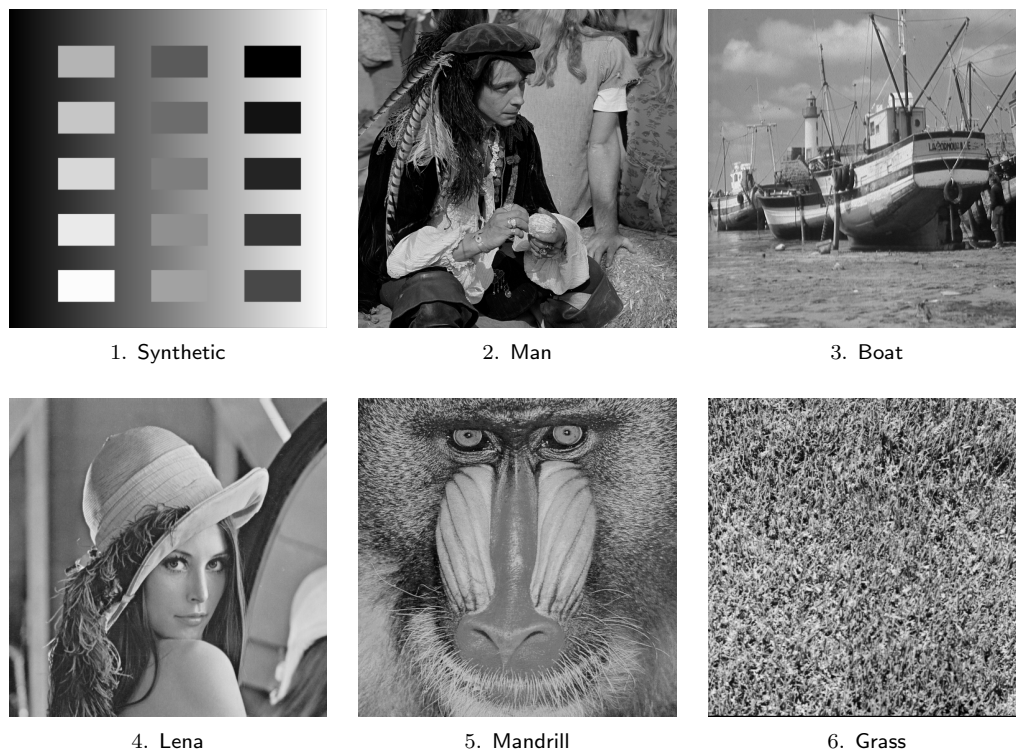 1. Synthetic
2. Man
3. Boat
4. Lena
5. Mandrill
6. Grass